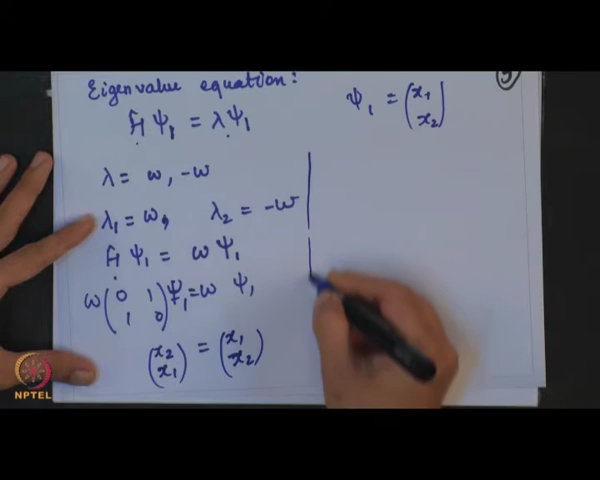 Eigenvalue equation:
Ĥ ψ₁ = λ ψ₁
λ = ω, -ω
λ₁ = ω, λ₂ = -ω
Ĥ ψ₁ = ω ψ₁
ω (0 1
1 0) ψ₁ = ω ψ₁
(x₂
x₁) = (x₁
x₂)
ψ₁ = (x₁
x₂)
NPTEL